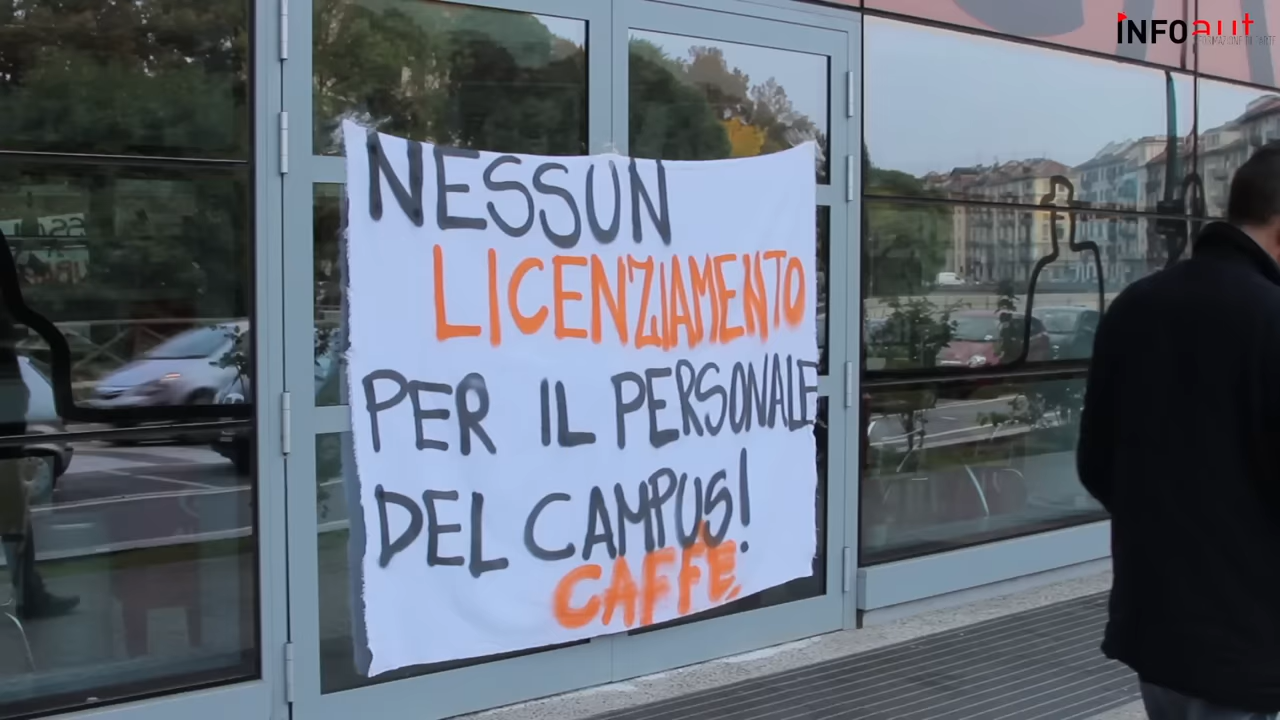 INFOAUT
NESSUN
LICENZIAMENTO
PER IL PERSONALE
DEL CAMPUS!
CAFFE